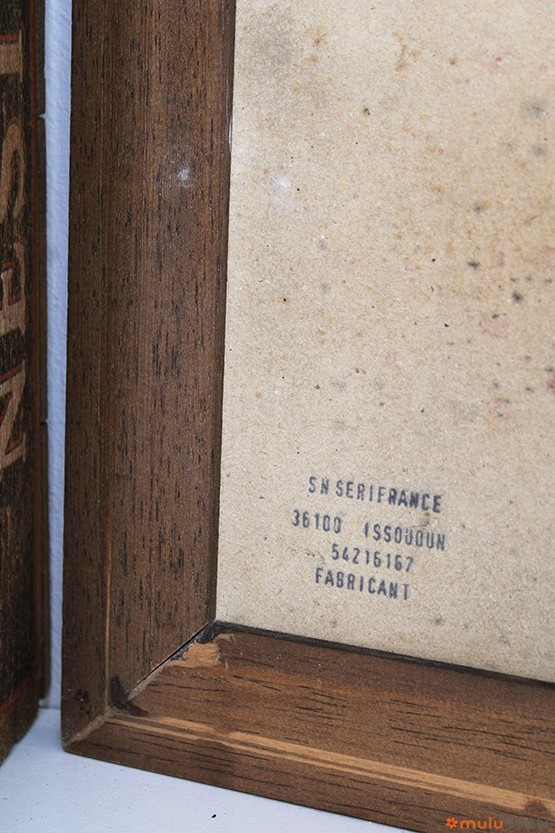 SN SERIFRANCE
36100 ISSOUDUN
54216167
FABRICANT
mulu